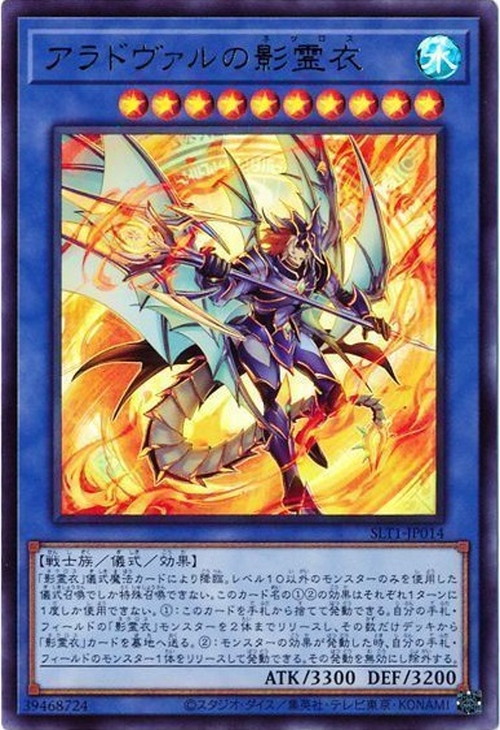 アラドヴァルの影霊衣
ネクロス
水
SLT1-JP014
【戦士族／儀式／効果】
「影霊衣」儀式魔法カードにより降臨。レベル１０以外のモンスターのみを使用した
儀式召喚でしか特殊召喚できない。このカード名の①②の効果はそれぞれ１ターンに
１度しか使用できない。①：このカードを手札から捨てて発動できる。自分の手札・
フィールドの「影霊衣」モンスターを２体までリリースし、その数だけデッキから
「影霊衣」カードを墓地へ送る。②：モンスターの効果が発動した時、自分の手札・
フィールドのモンスター１体をリリースして発動できる。その発動を無効にし除外する。
ATK/3300 DEF/3200
39468724
©スタジオ・ダイス／集英社・テレビ東京・KONAMI